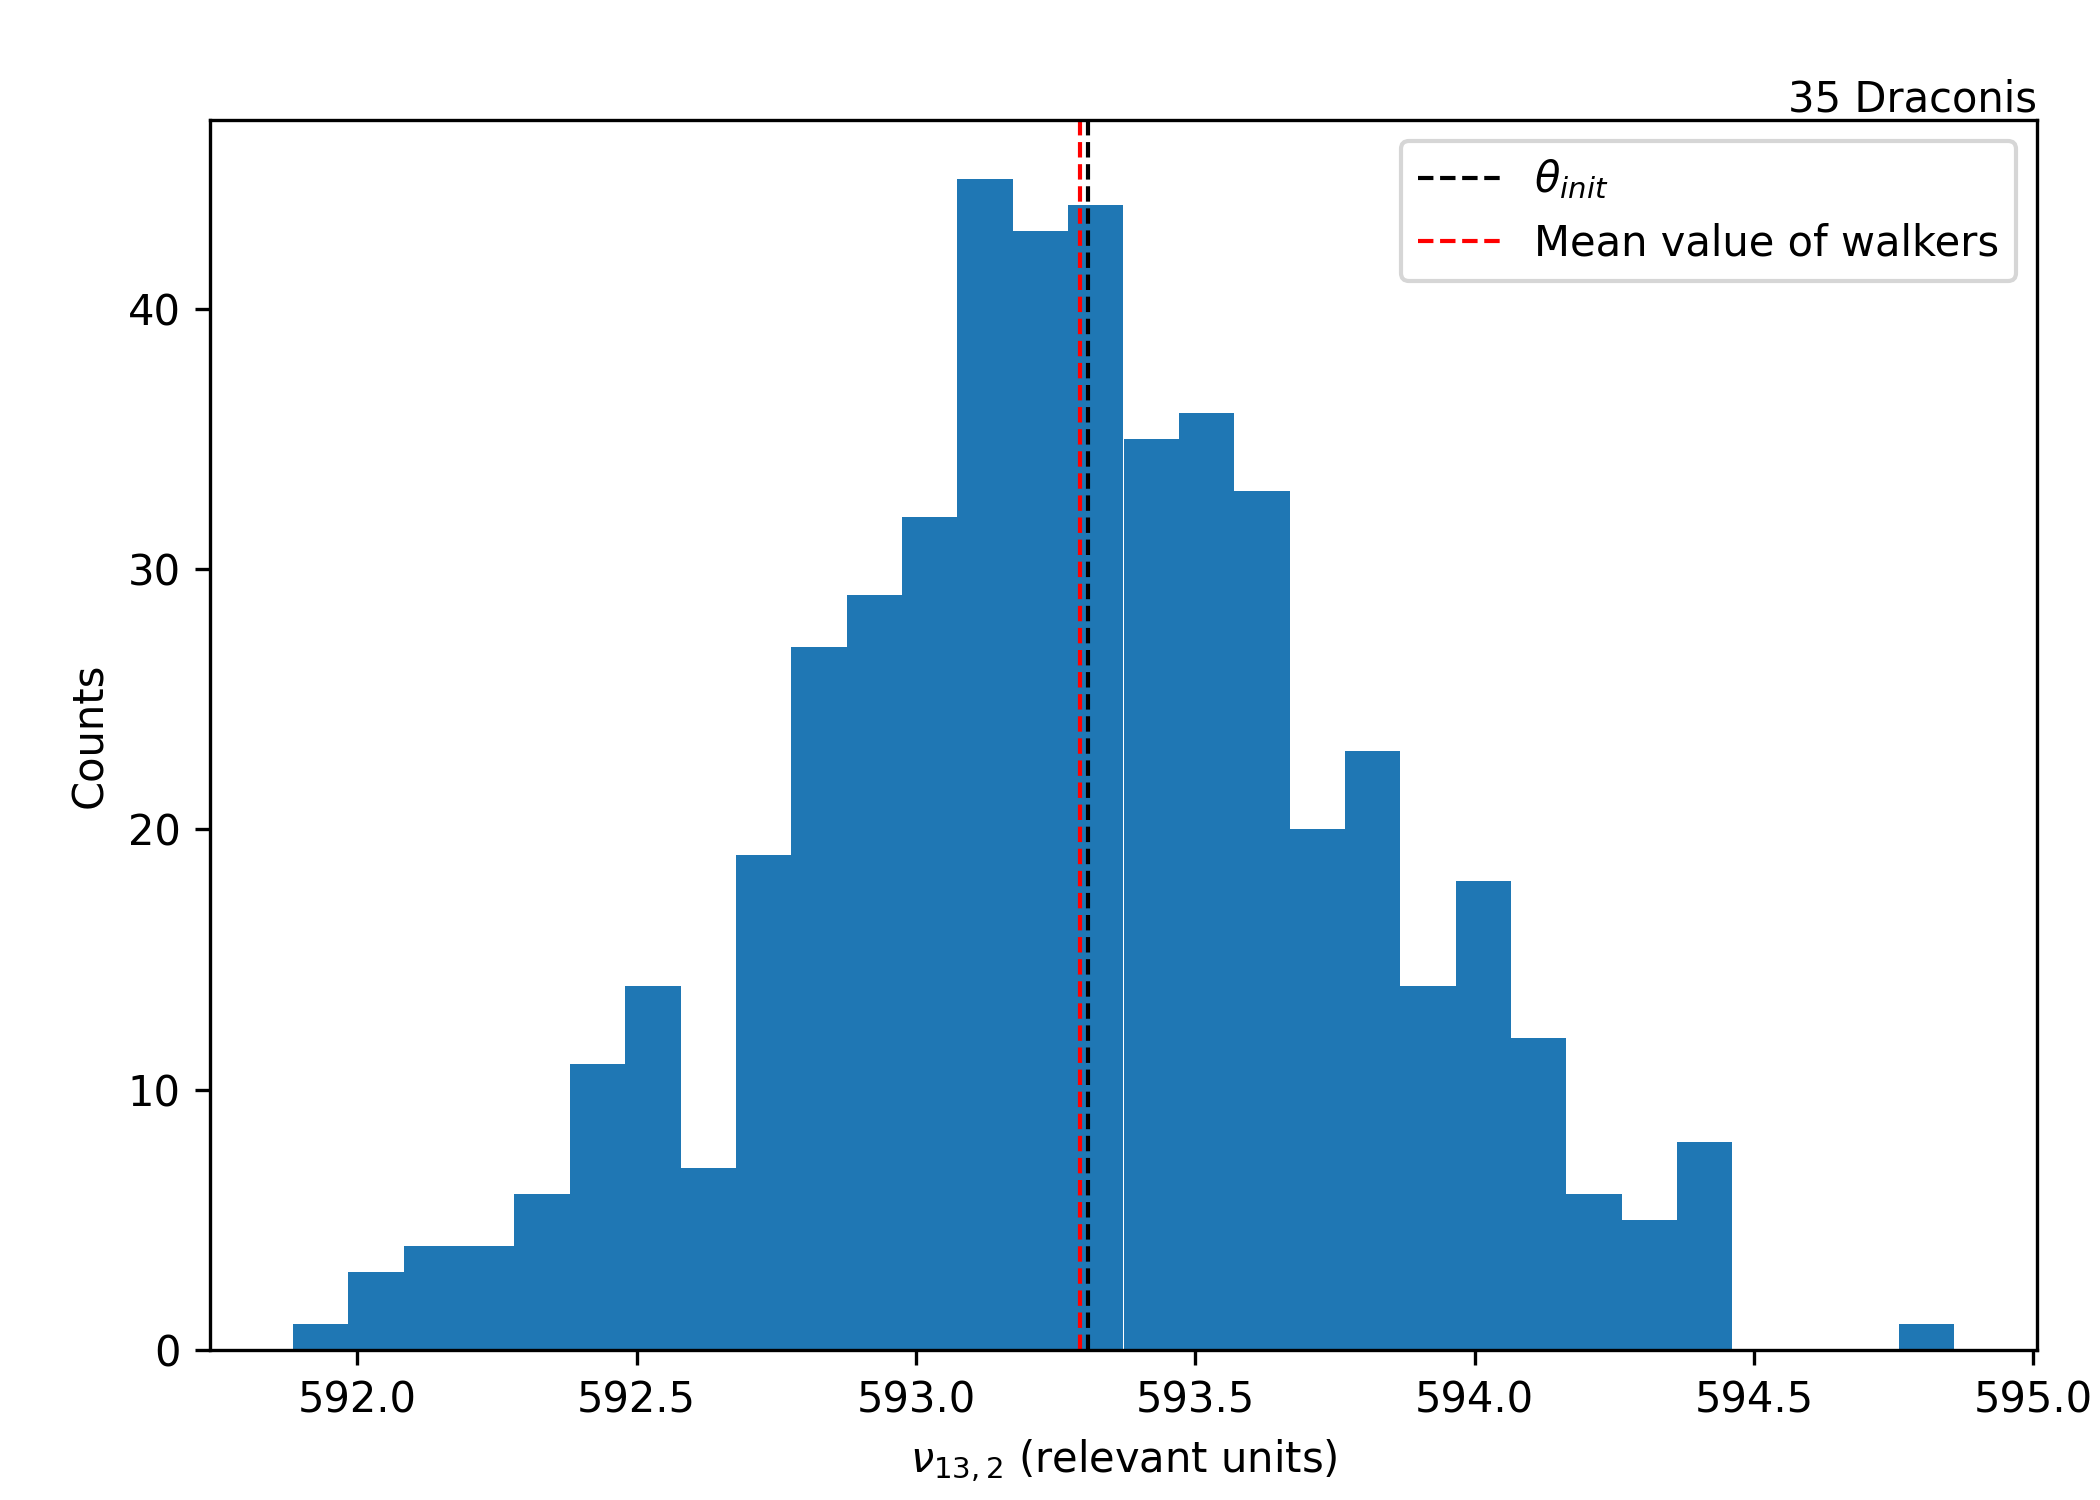 35 Draconis
θinit
Mean value of walkers
40
30
20
10
0
Counts
592.0 592.5 593.0 593.5 594.0 594.5 595.0
ν13, 2 (relevant units)